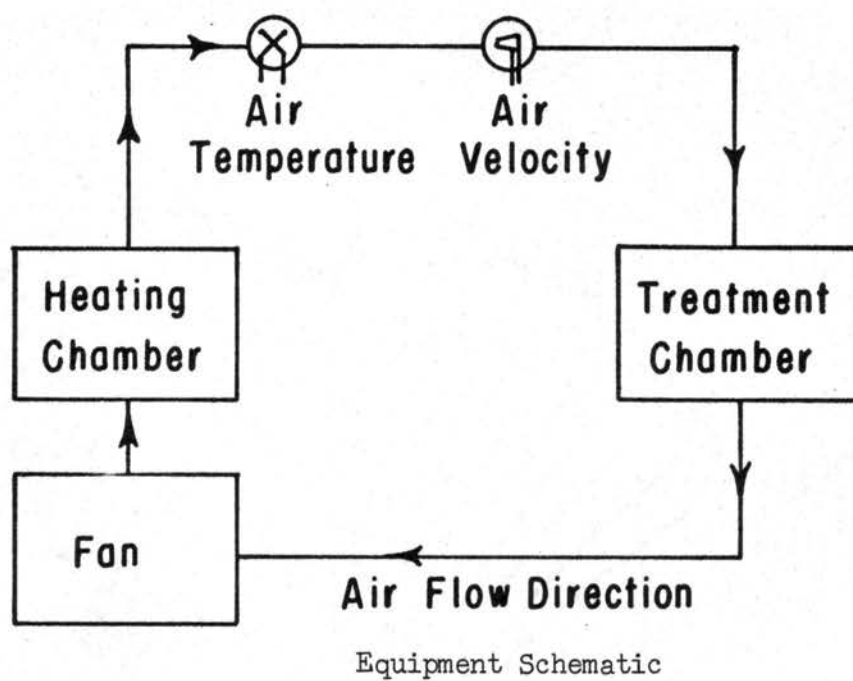 Air
Temperature
Air
Velocity
Heating
Chamber
Treatment
Chamber
Fan
Air Flow Direction
Equipment Schematic